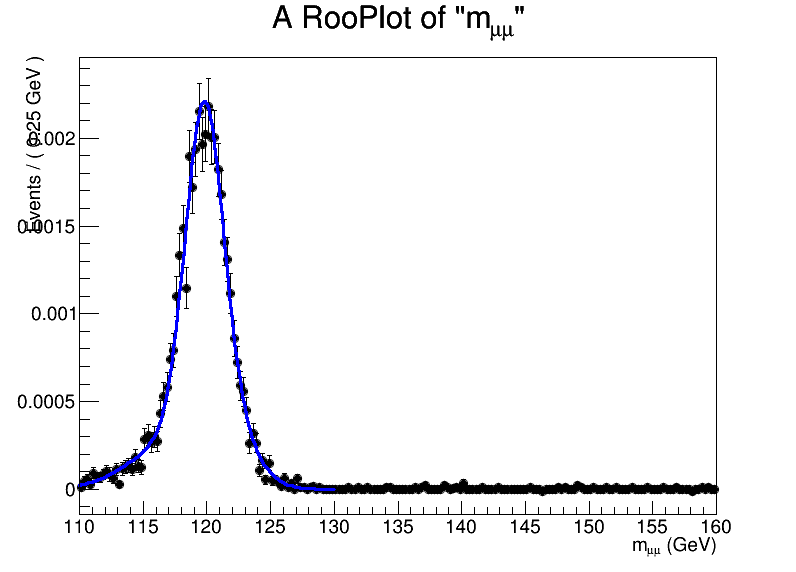 A RooPlot of "mμμ"
Events / ( 0.25 GeV )
0.002
0.0015
0.001
0.0005
0
110 115 120 125 130 135 140 145 150 155 160
mμμ (GeV)